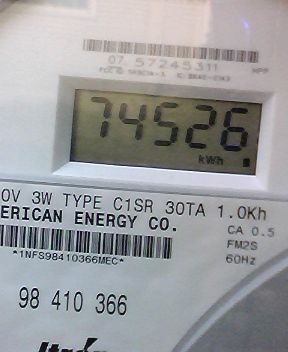 07 57245311
74526
kWh
0V 3W TYPE C1SR 30TA 1.0Kh
ERICAN ENERGY CO.
CA 0.5
FM2S
*1NFS98410366MEC*
60Hz
98 410 366
Itron